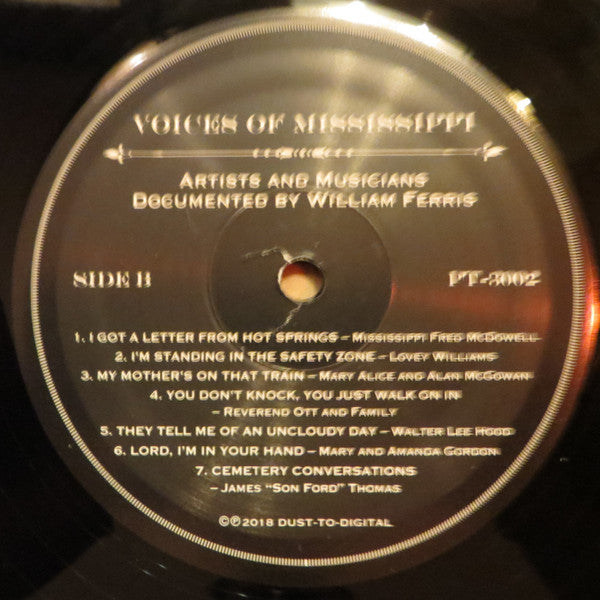 VOICES OF MISSISSIPPI
ARTISTS AND MUSICIANS
DOCUMENTED BY WILLIAM FERRIS
SIDE B
PT-3002
1. I GOT A LETTER FROM HOT SPRINGS – MISSISSIPPI FRED MCDOWELL
2. I'M STANDING IN THE SAFETY ZONE – LOVEY WILLIAMS
3. MY MOTHER'S ON THAT TRAIN – MARY ALICE AND ALAN MCGOWAN
4. YOU DON'T KNOCK, YOU JUST WALK ON IN
– REVEREND OTT AND FAMILY
5. THEY TELL ME OF AN UNCLOUDY DAY – WALTER LEE HOOD
6. LORD, I'M IN YOUR HAND – MARY AND AMANDA GORDON
7. CEMETERY CONVERSATIONS
– JAMES "SON FORD" THOMAS
©℗2018 DUST-TO-DIGITAL